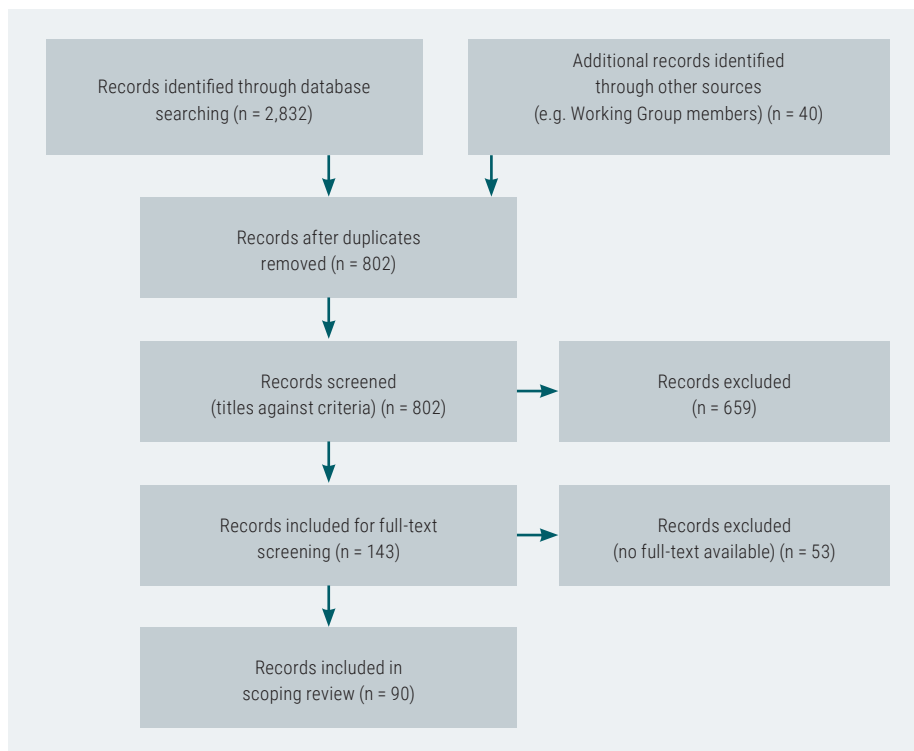 Records identified through database
searching (n = 2,832)
Additional records identified
through other sources
(e.g. Working Group members) (n = 40)
Records after duplicates
removed (n = 802)
Records screened
(titles against criteria) (n = 802)
Records excluded
(n = 659)
Records included for full-text
screening (n = 143)
Records excluded
(no full-text available) (n = 53)
Records included in
scoping review (n = 90)